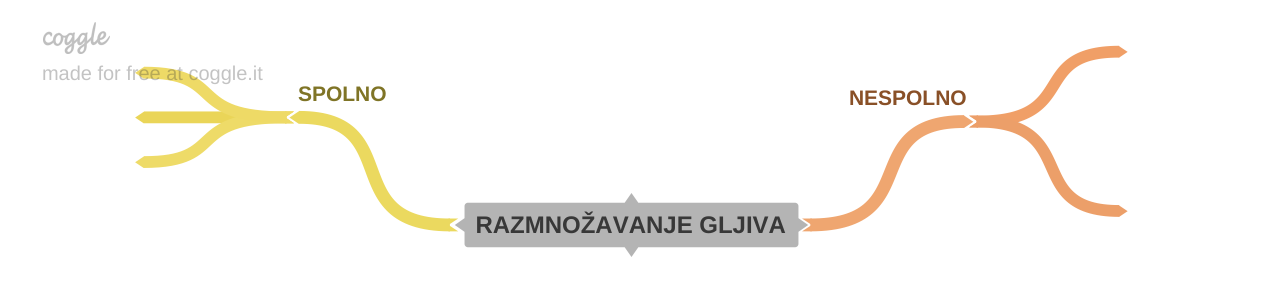 coggle
made for free at coggle.it
SPOLNO
NESPOLNO
RAZMNOŽAVANJE GLJIVA